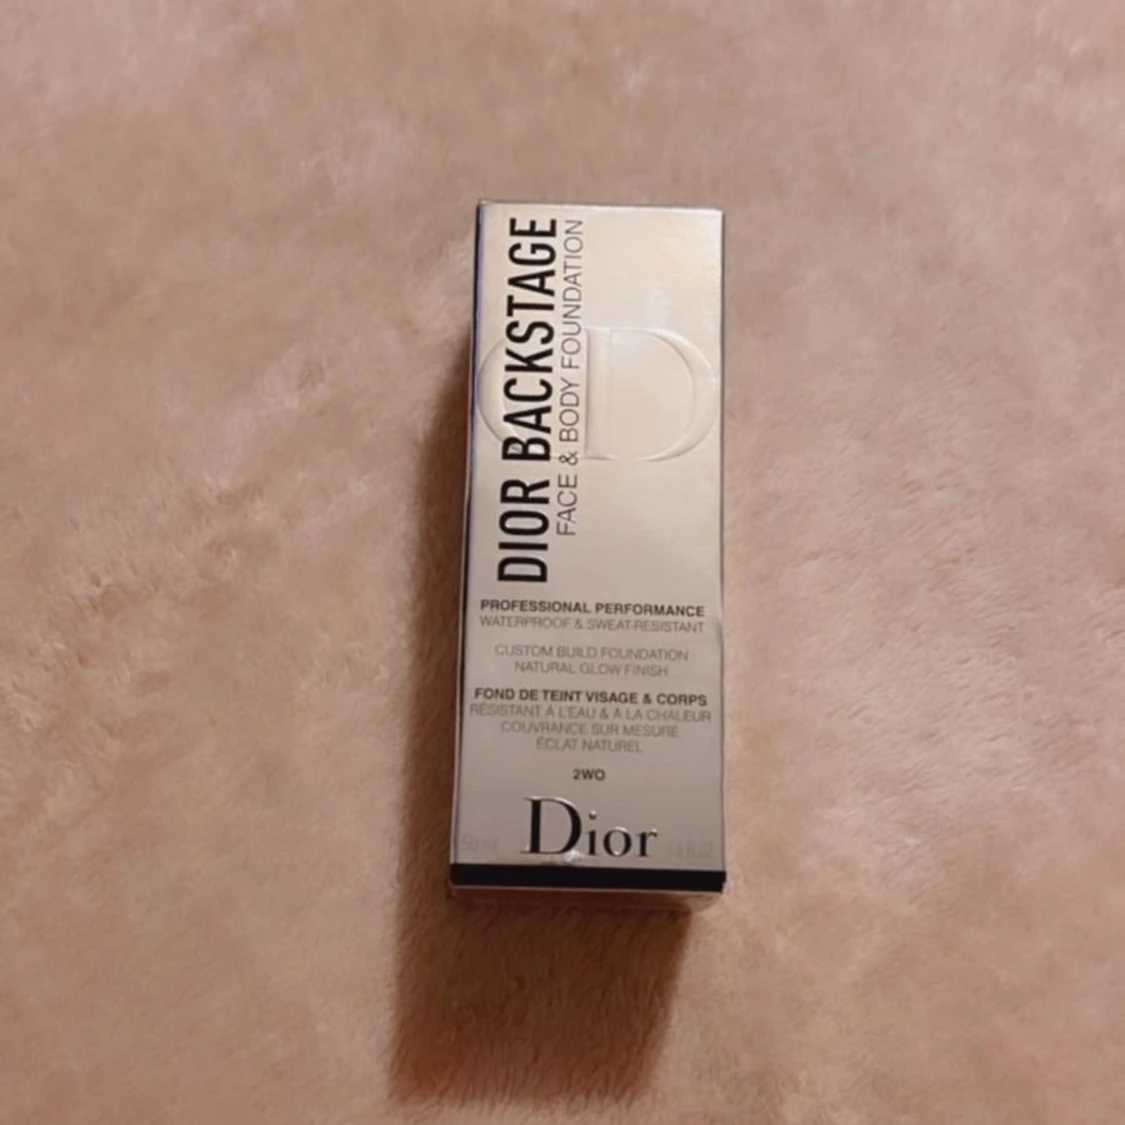 DIOR BACKSTAGE
FACE & BODY FOUNDATION
PROFESSIONAL PERFORMANCE
WATERPROOF & SWEAT-RESISTANT
CUSTOM BUILD FOUNDATION
NATURAL GLOW FINISH
FOND DE TEINT VISAGE & CORPS
RÉSISTANT À L'EAU & À LA CHALEUR
COUVRANCE SUR MESURE
ÉCLAT NATUREL
2WO
Dior
50